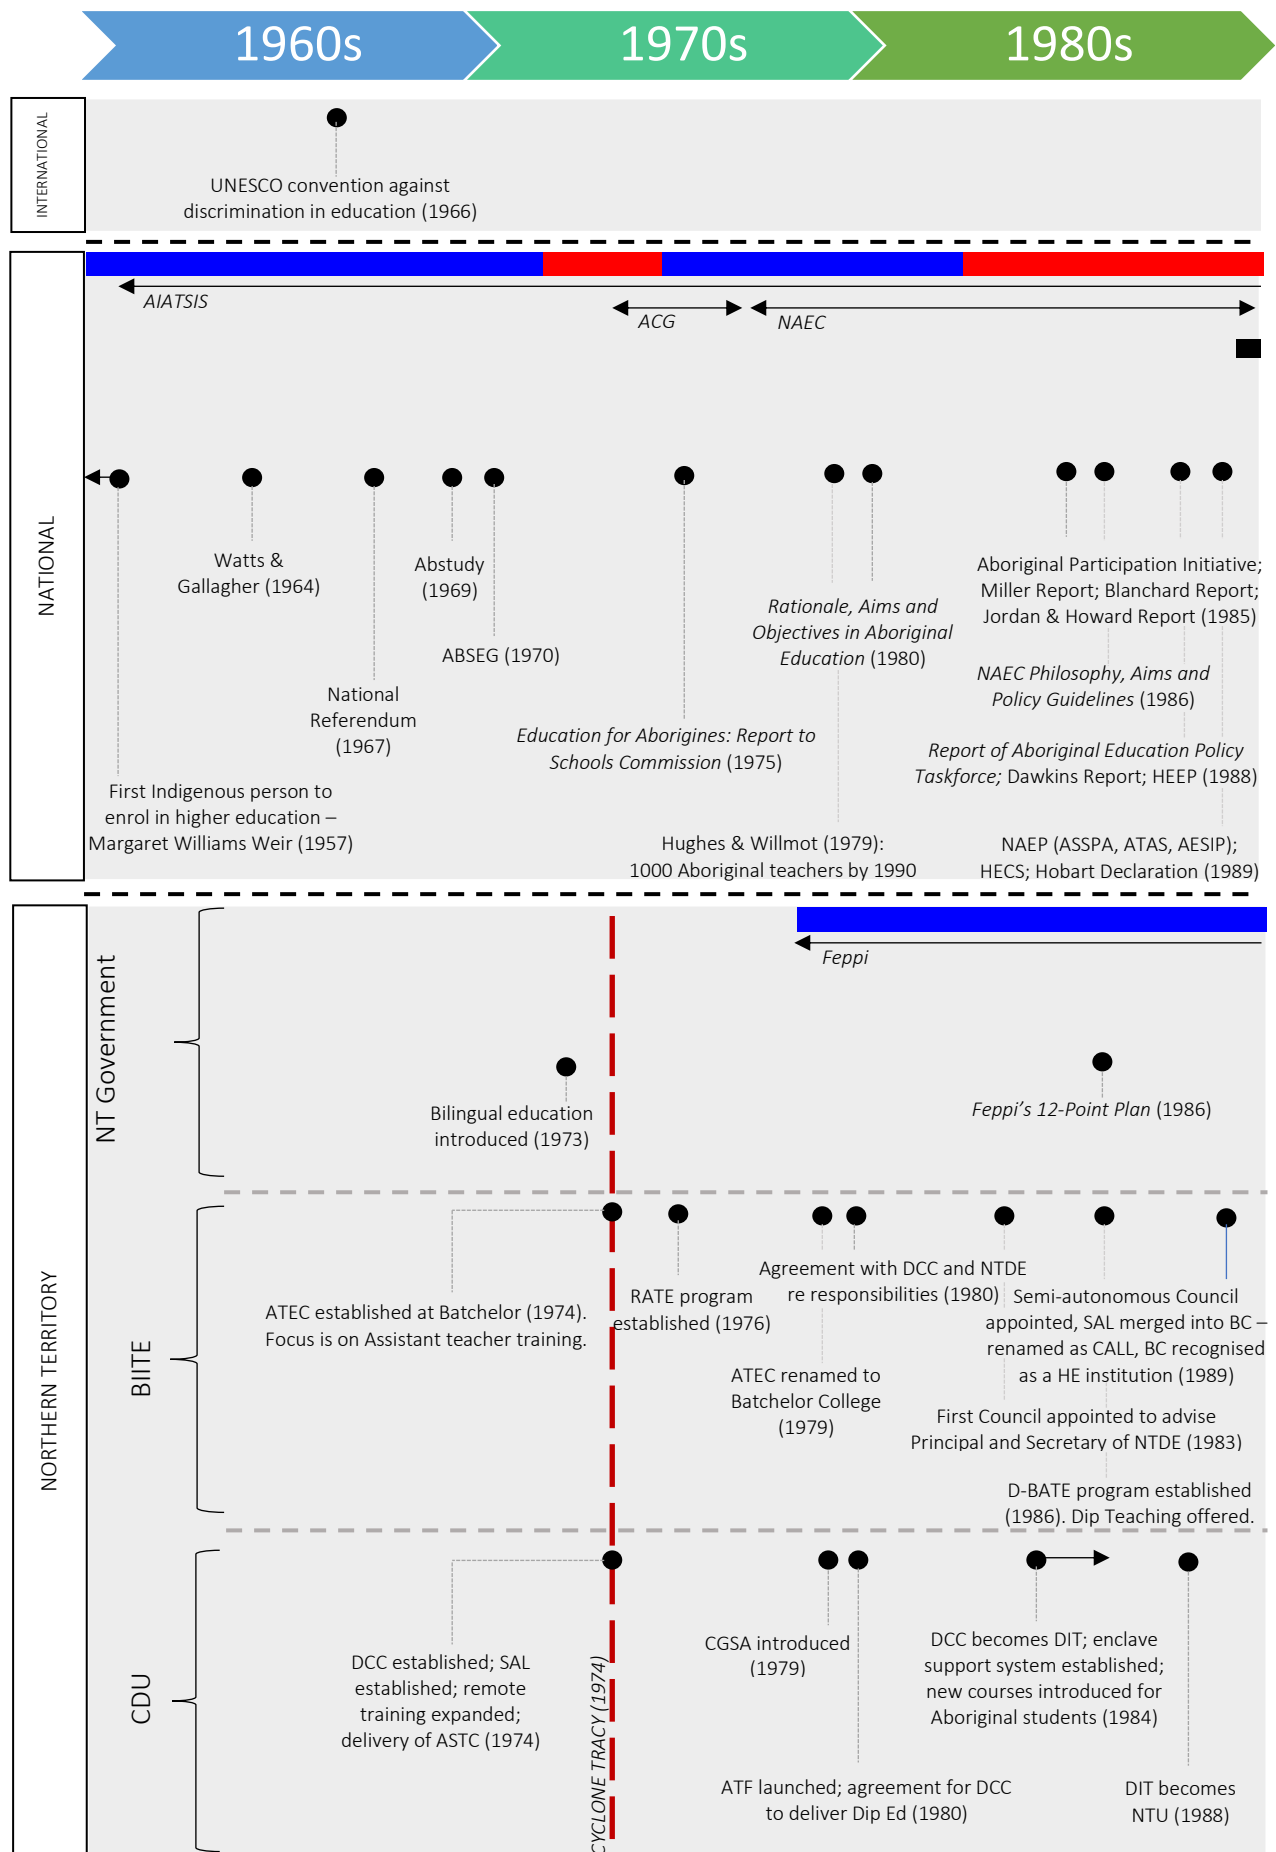 1960s
1970s
1980s
INTERNATIONAL
UNESCO convention against
discrimination in education (1966)
NATIONAL
AIATSIS
ACG
NAEC
Watts &
Gallagher (1964)
Abstudy
(1969)
ABSEG (1970)
National
Referendum
(1967)
First Indigenous person to
enrol in higher education –
Margaret Williams Weir (1957)
Education for Aborigines: Report to
Schools Commission (1975)
Rationale, Aims and
Objectives in Aboriginal
Education (1980)
Hughes & Willmot (1979):
1000 Aboriginal teachers by 1990
Aboriginal Participation Initiative;
Miller Report; Blanchard Report;
Jordan & Howard Report (1985)
NAEC Philosophy, Aims and
Policy Guidelines (1986)
Report of Aboriginal Education Policy
Taskforce; Dawkins Report; HEEP (1988)
NAEP (ASSPA, ATAS, AESIP);
HECS; Hobart Declaration (1989)
NORTHERN TERRITORY
NT Government
Feppi
Bilingual education
introduced (1973)
Feppi's 12-Point Plan (1986)
BIITE
ATEC established at Batchelor (1974).
Focus is on Assistant teacher training.
RATE program
established (1976)
Agreement with DCC and NTDE
re responsibilities (1980)
ATEC renamed to
Batchelor College
(1979)
Semi-autonomous Council
appointed, SAL merged into BC –
renamed as CALL, BC recognised
as a HE institution (1989)
First Council appointed to advise
Principal and Secretary of NTDE (1983)
D-BATE program established
(1986). Dip Teaching offered.
CDU
DCC established; SAL
established; remote
training expanded;
delivery of ASTC (1974)
CYCLONE TRACY (1974)
CGSA introduced
(1979)
ATF launched; agreement for DCC
to deliver Dip Ed (1980)
DCC becomes DIT; enclave
support system established;
new courses introduced for
Aboriginal students (1984)
DIT becomes
NTU (1988)